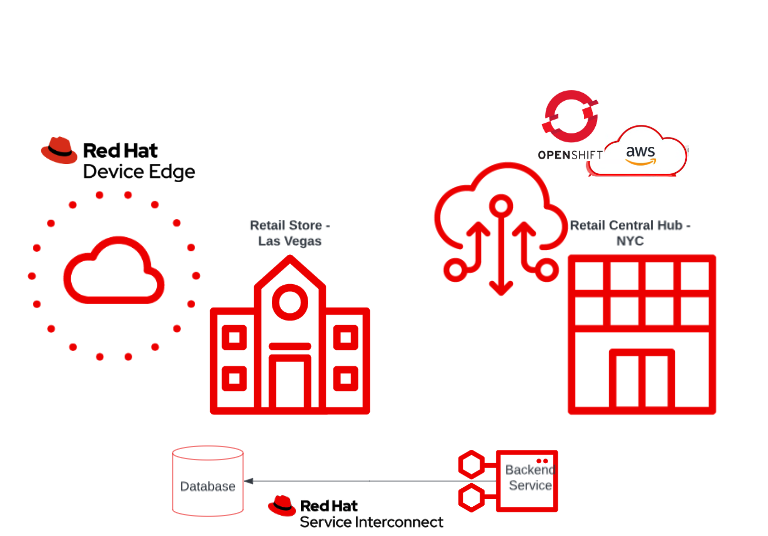 OPENSHIFT
aws
Red Hat
Device Edge
Retail Store -
Las Vegas
Retail Central Hub -
NYC
Database
Backend
Service
Red Hat
Service Interconnect